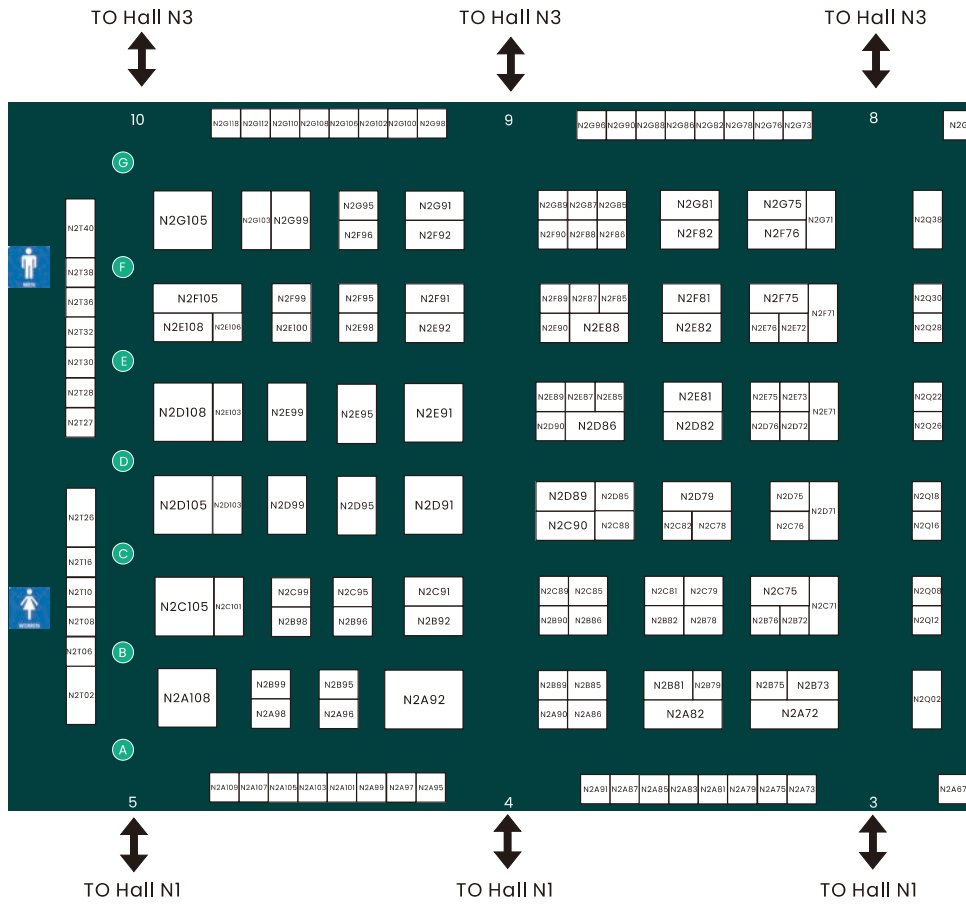 TO Hall N3 TO Hall N3 TO Hall N3
10 N2G118 N2G112 N2G110 N2G108 N2G106 N2G102 N2G100 N2G98 9 N2G96 N2G90 N2G88 N2G86 N2G82 N2G78 N2G76 N2G73 8 N2G
G
N2T40 N2G105 N2G103 N2G99 N2G95 N2G91 N2G89 N2G87 N2G85 N2G81 N2G75 N2G71 N2Q38
N2F96 N2F92 N2F90 N2F88 N2F86 N2F82 N2F76
MEN
N2T38 F
N2T36 N2F105 N2F99 N2F95 N2F91 N2F89 N2F87 N2F85 N2F81 N2F75 N2F71 N2Q30
N2T32 N2E108 N2E106 N2E100 N2E98 N2E92 N2E90 N2E88 N2E82 N2E76 N2E72 N2Q28
N2T30 E
N2T28 N2D108 N2E103 N2E99 N2E95 N2E91 N2E89 N2E87 N2E85 N2E81 N2E75 N2E73 N2E71 N2Q22
N2T27 N2D90 N2D86 N2D82 N2D76 N2D72 N2Q26
D
N2T26 N2D105 N2D103 N2D99 N2D95 N2D91 N2D89 N2D85 N2D79 N2D75 N2D71 N2Q18
N2C90 N2C88 N2C82 N2C78 N2C76 N2Q16
N2T16 C
N2T10 N2C105 N2C101 N2C99 N2C95 N2C91 N2C89 N2C85 N2C81 N2C79 N2C75 N2C71 N2Q08
N2T08 N2B98 N2B96 N2B92 N2B90 N2B86 N2B82 N2B78 N2B76 N2B72 N2Q12
WOMEN
N2T06 B
N2T02 N2A108 N2B99 N2B95 N2A92 N2B89 N2B85 N2B81 N2B79 N2B75 N2B73 N2Q02
N2A98 N2A96 N2A90 N2A86 N2A82 N2A72
A
N2A109 N2A107 N2A105 N2A103 N2A101 N2A99 N2A97 N2A95 N2A91 N2A87 N2A85 N2A83 N2A81 N2A79 N2A75 N2A73 N2A67
5 4 3
TO Hall N1 TO Hall N1 TO Hall N1